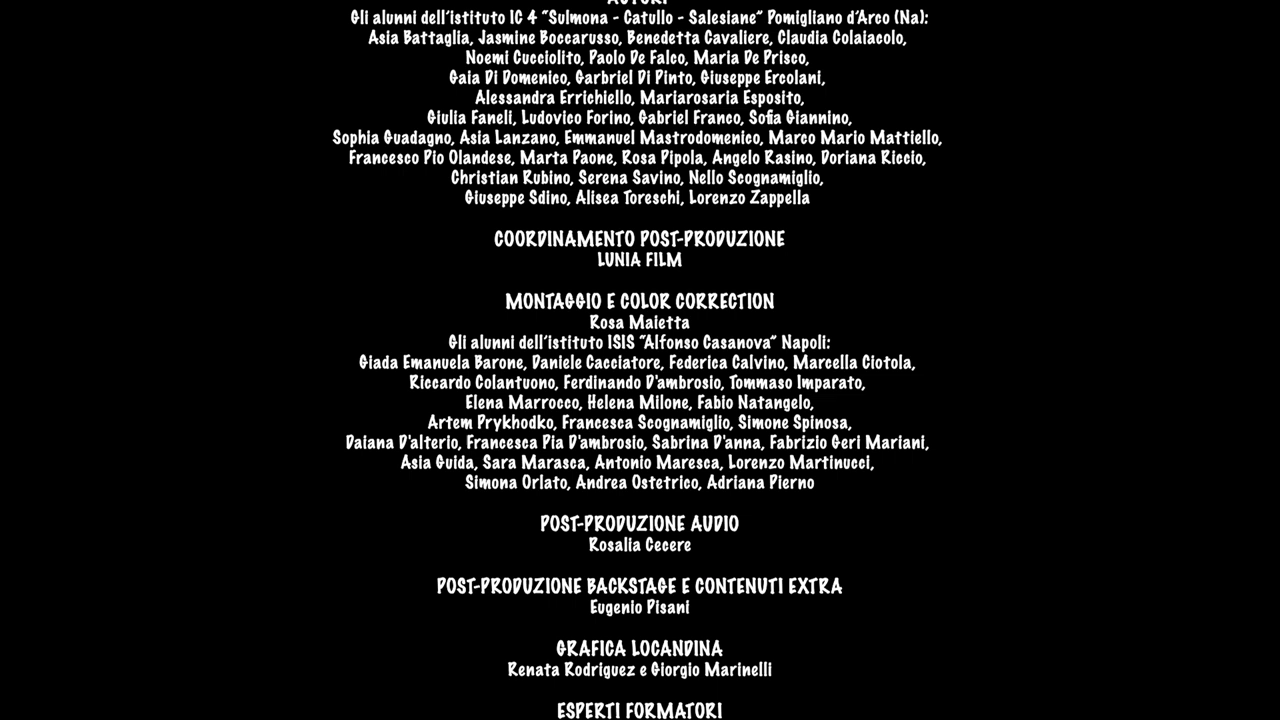 AUTORI
Gli alunni dell'istituto IC 4 "Sulmona - Catullo - Salesiane" Pomigliano d'Arco (Na):
Asia Battaglia, Jasmine Boccarusso, Benedetta Cavaliere, Claudia Colaiacolo,
Noemi Cucciolito, Paolo De Falco, Maria De Prisco,
Gaia Di Domenico, Garbriel Di Pinto, Giuseppe Ercolani,
Alessandra Errichiello, Mariarosaria Esposito,
Giulia Faneli, Ludovico Forino, Gabriel Franco, Sofia Giannino,
Sophia Guadagno, Asia Lanzano, Emmanuel Mastrodomenico, Marco Mario Mattiello,
Francesco Pio Olandese, Marta Paone, Rosa Pipola, Angelo Rasino, Doriana Riccio,
Christian Rubino, Serena Savino, Nello Scognamiglio,
Giuseppe Sdino, Alisea Toreschi, Lorenzo Zappella
COORDINAMENTO POST-PRODUZIONE
LUNIA FILM
MONTAGGIO E COLOR CORRECTION
Rosa Maietta
Gli alunni dell'istituto ISIS "Alfonso Casanova" Napoli:
Giada Emanuela Barone, Daniele Cacciatore, Federica Calvino, Marcella Ciotola,
Riccardo Colantuono, Ferdinando D'ambrosio, Tommaso Imparato,
Elena Marrocco, Helena Milone, Fabio Natangelo,
Artem Prykhodko, Francesca Scognamiglio, Simone Spinosa,
Daiana D'alterio, Francesca Pia D'ambrosio, Sabrina D'anna, Fabrizio Geri Mariani,
Asia Guida, Sara Marasca, Antonio Maresca, Lorenzo Martinucci,
Simona Orlato, Andrea Ostetrico, Adriana Pierno
POST-PRODUZIONE AUDIO
Rosalia Cecere
POST-PRODUZIONE BACKSTAGE E CONTENUTI EXTRA
Eugenio Pisani
GRAFICA LOCANDINA
Renata Rodriguez e Giorgio Marinelli
ESPERTI FORMATORI